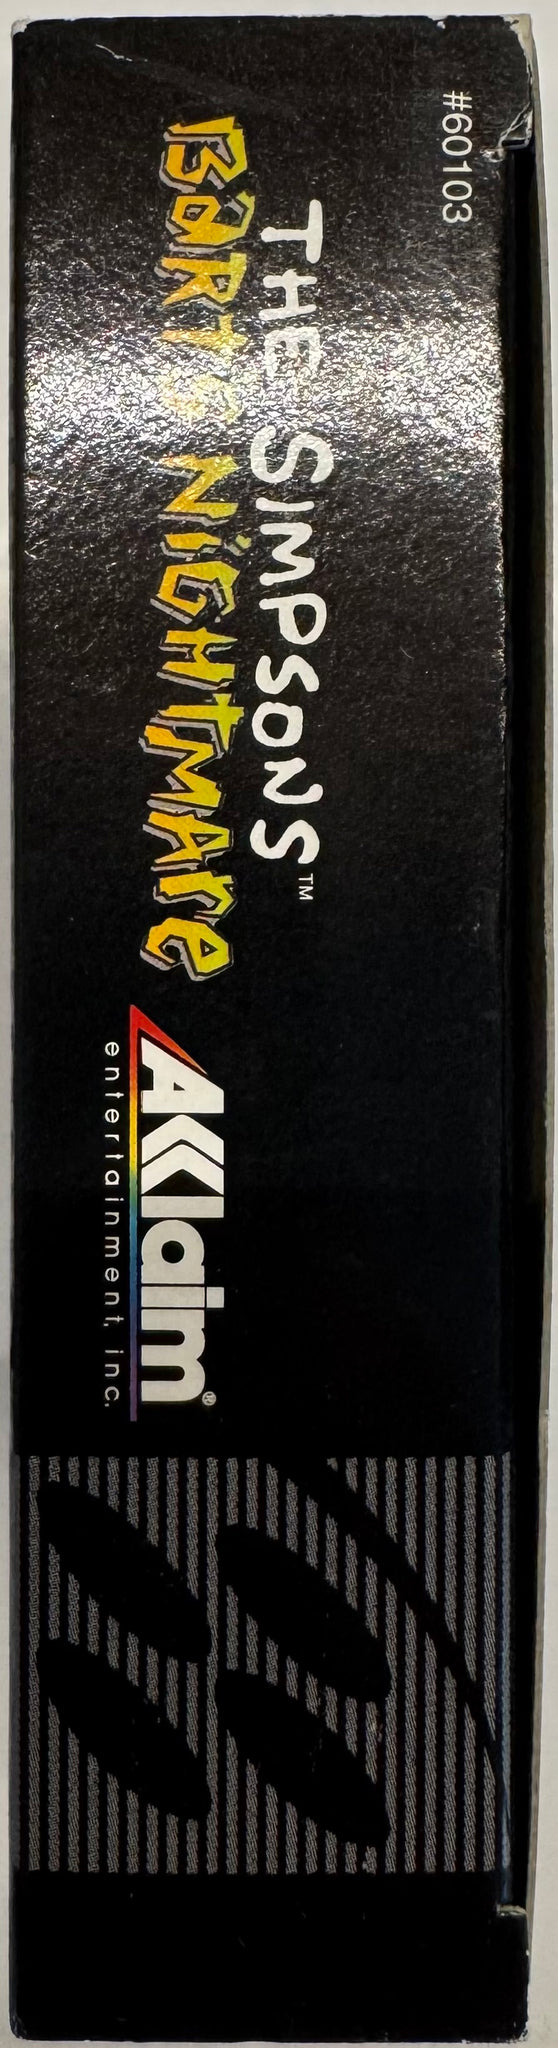 #60103
THE SIMPSONS™
BART'S NIGHTMARE
AKKlaim®
entertainment, inc.